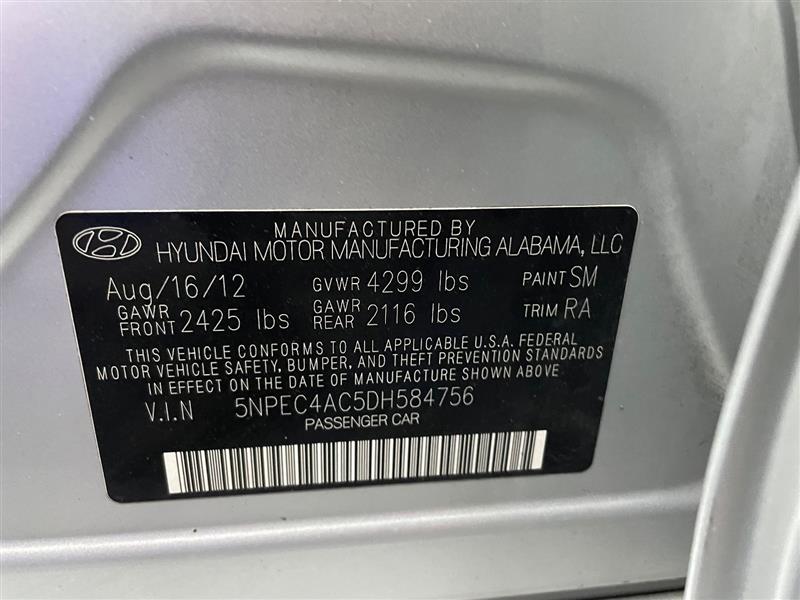 MANUFACTURED BY
HYUNDAI MOTOR MANUFACTURING ALABAMA, LLC
Aug/16/12 GVWR 4299 lbs PAINT SM
GAWR FRONT 2425 lbs GAWR REAR 2116 lbs TRIM RA
THIS VEHICLE CONFORMS TO ALL APPLICABLE U.S.A. FEDERAL
MOTOR VEHICLE SAFETY, BUMPER, AND THEFT PREVENTION STANDARDS
IN EFFECT ON THE DATE OF MANUFACTURE SHOWN ABOVE.
V.I.N 5NPEC4AC5DH584756
PASSENGER CAR